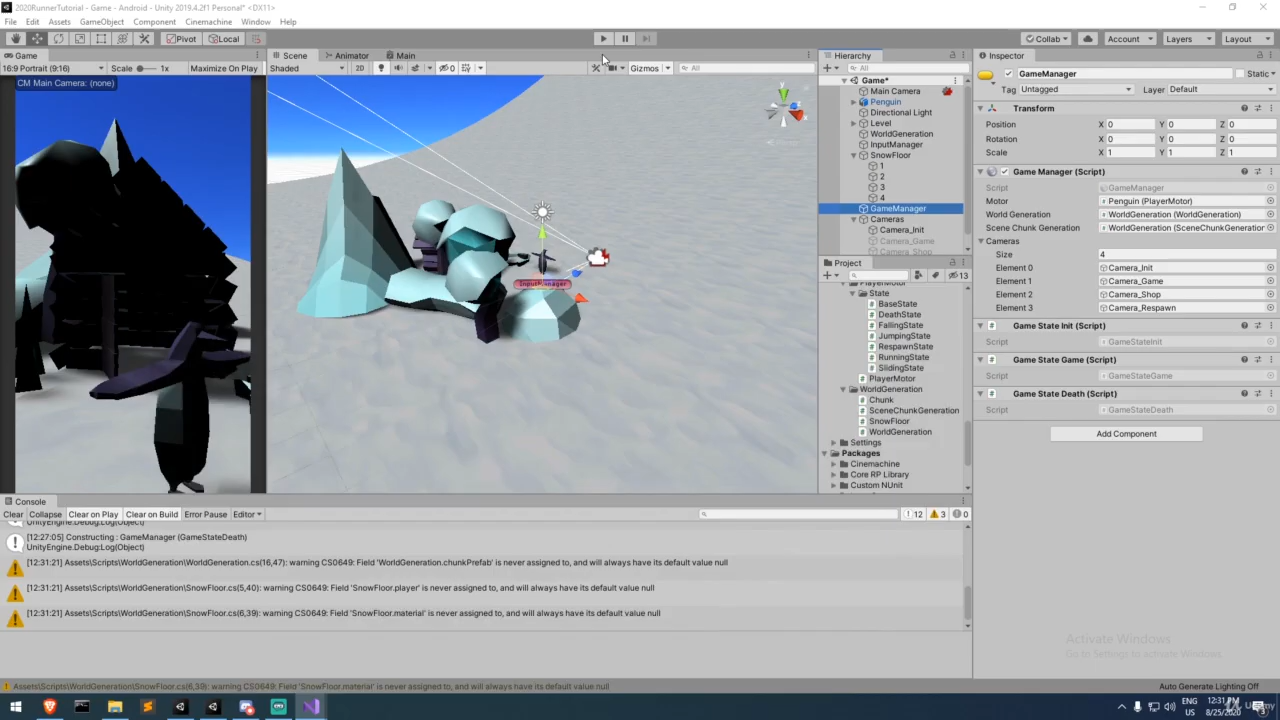 2020RunnerTutorial - Game - Android - Unity 2019.4.2f1 Personal* <DX11>
File Edit Assets GameObject Component Cinemachine Window Help
Pivot Local Collab Account Layers Layout
Game Scene Animator Main Hierarchy Inspector
16:9 Portrait (9:16) Scale 1x Maximize On Play Shaded 2D 0 Gizmos All All
CM Main Camera: (none)
y
InputManager
Game*
Main Camera
Penguin
Directional Light
Level
WorldGeneration
InputManager
SnowFloor
1
2
3
4
GameManager
Cameras
Camera_Init
Camera_Game
Camera_Shop
Project
13
PlayerMotor
State
BaseState
DeathState
FallingState
JumpingState
RespawnState
RunningState
SlidingState
PlayerMotor
WorldGeneration
Chunk
SceneChunkGeneration
SnowFloor
WorldGeneration
Settings
Packages
Cinemachine
Core RP Library
Custom NUnit
GameManager Static
Tag Untagged Layer Default
Transform
Position X 0 Y 0 Z 0
Rotation X 0 Y 0 Z 0
Scale X 1 Y 1 Z 1
Game Manager (Script)
Script GameManager
Motor Penguin (PlayerMotor)
World Generation WorldGeneration (WorldGeneration)
Scene Chunk Generation WorldGeneration (SceneChunkGeneration
Cameras
Size 4
Element 0 Camera_Init
Element 1 Camera_Game
Element 2 Camera_Shop
Element 3 Camera_Respawn
Game State Init (Script)
Script GameStateInit
Game State Game (Script)
Script GameStateGame
Game State Death (Script)
Script GameStateDeath
Add Component
Console
Clear Collapse Clear on Play Clear on Build Error Pause Editor 12 3 0
UnityEngine.Debug:Log(Object)
[12:27:05] Constructing : GameManager (GameStateDeath)
UnityEngine.Debug:Log(Object)
[12:31:21] Assets\Scripts\WorldGeneration\WorldGeneration.cs(16,47): warning CS0649: Field 'WorldGeneration.chunkPrefab' is never assigned to, and will always have its default value null
[12:31:21] Assets\Scripts\WorldGeneration\SnowFloor.cs(5,40): warning CS0649: Field 'SnowFloor.player' is never assigned to, and will always have its default value null
[12:31:21] Assets\Scripts\WorldGeneration\SnowFloor.cs(6,39): warning CS0649: Field 'SnowFloor.material' is never assigned to, and will always have its default value null
Activate Windows
Go to Settings to activate Windows.
Assets\Scripts\WorldGeneration\SnowFloor.cs(6,39): warning CS0649: Field 'SnowFloor.material' is never assigned to, and will always have its default value null
Auto Generate Lighting Off
ENG
US
12:31 PM
8/25/2020